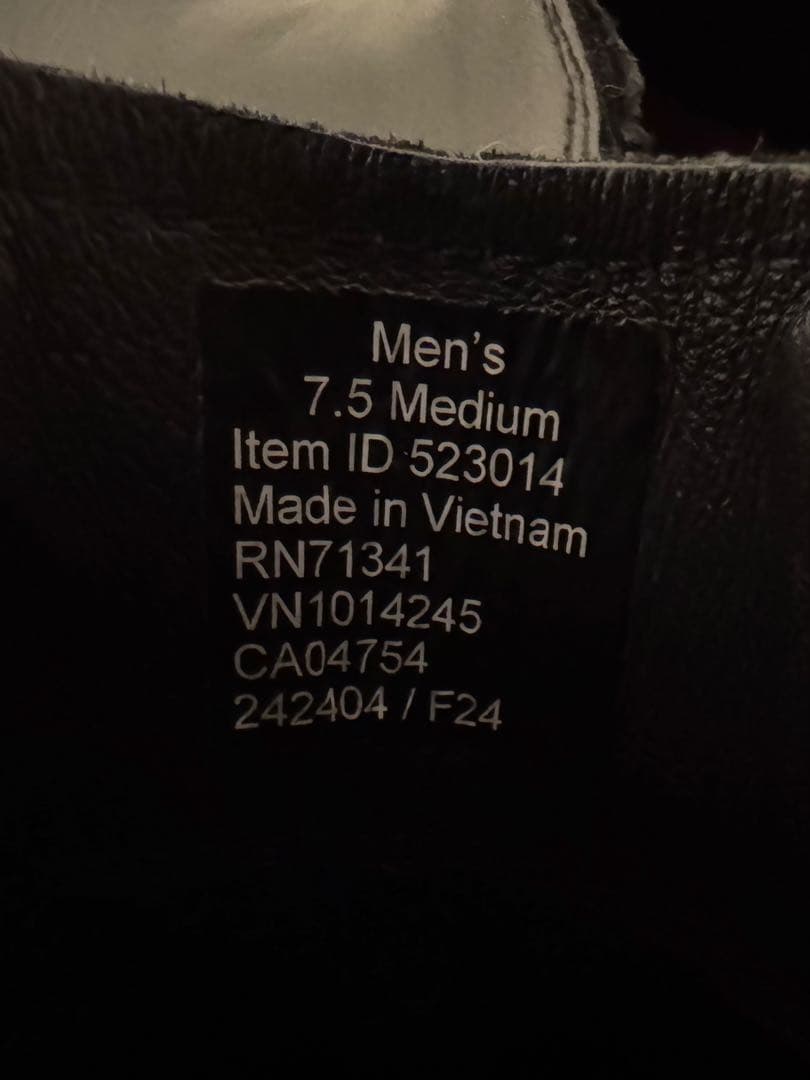 Men's
7.5 Medium
Item ID 523014
Made in Vietnam
RN71341
VN1014245
CA04754
242404 / F24